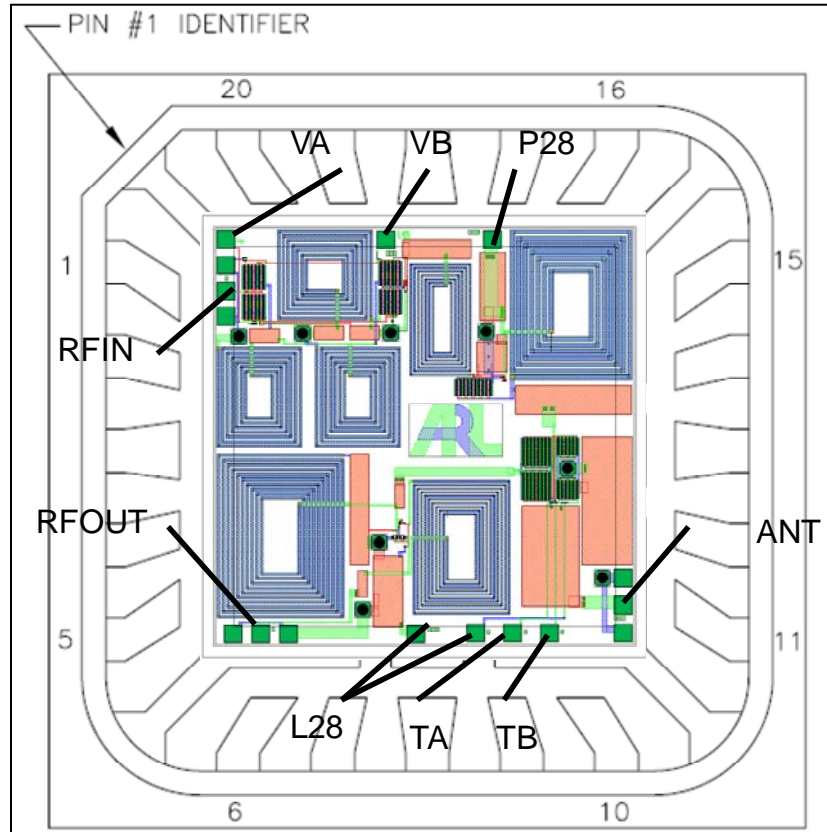 PIN #1 IDENTIFIER
20
16
VA
VB
P28
1
15
RFIN
ARL
RFOUT
ANT
5
11
L28
TA
TB
6
10